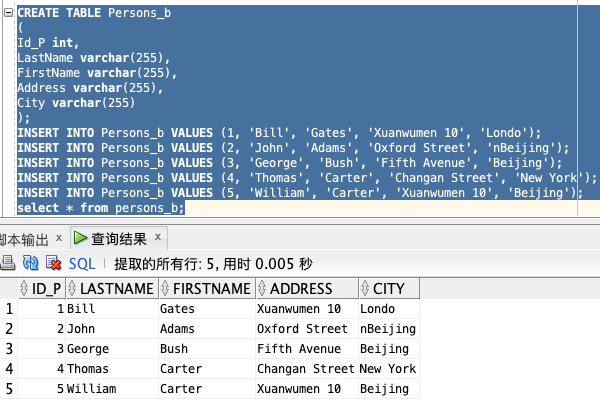 CREATE TABLE Persons_b
(
Id_P int,
LastName varchar(255),
FirstName varchar(255),
Address varchar(255),
City varchar(255)
);
INSERT INTO Persons_b VALUES (1, 'Bill', 'Gates', 'Xuanwumen 10', 'Londo');
INSERT INTO Persons_b VALUES (2, 'John', 'Adams', 'Oxford Street', 'nBeijing');
INSERT INTO Persons_b VALUES (3, 'George', 'Bush', 'Fifth Avenue', 'Beijing');
INSERT INTO Persons_b VALUES (4, 'Thomas', 'Carter', 'Changan Street', 'New York');
INSERT INTO Persons_b VALUES (5, 'William', 'Carter', 'Xuanwumen 10', 'Beijing');
select * from persons_b;
脚本输出 x 查询结果 x
SQL | 提取的所有行: 5, 用时 0.005 秒
ID_P LASTNAME FIRSTNAME ADDRESS CITY
1 1 Bill Gates Xuanwumen 10 Londo
2 2 John Adams Oxford Street nBeijing
3 3 George Bush Fifth Avenue Beijing
4 4 Thomas Carter Changan Street New York
5 5 William Carter Xuanwumen 10 Beijing